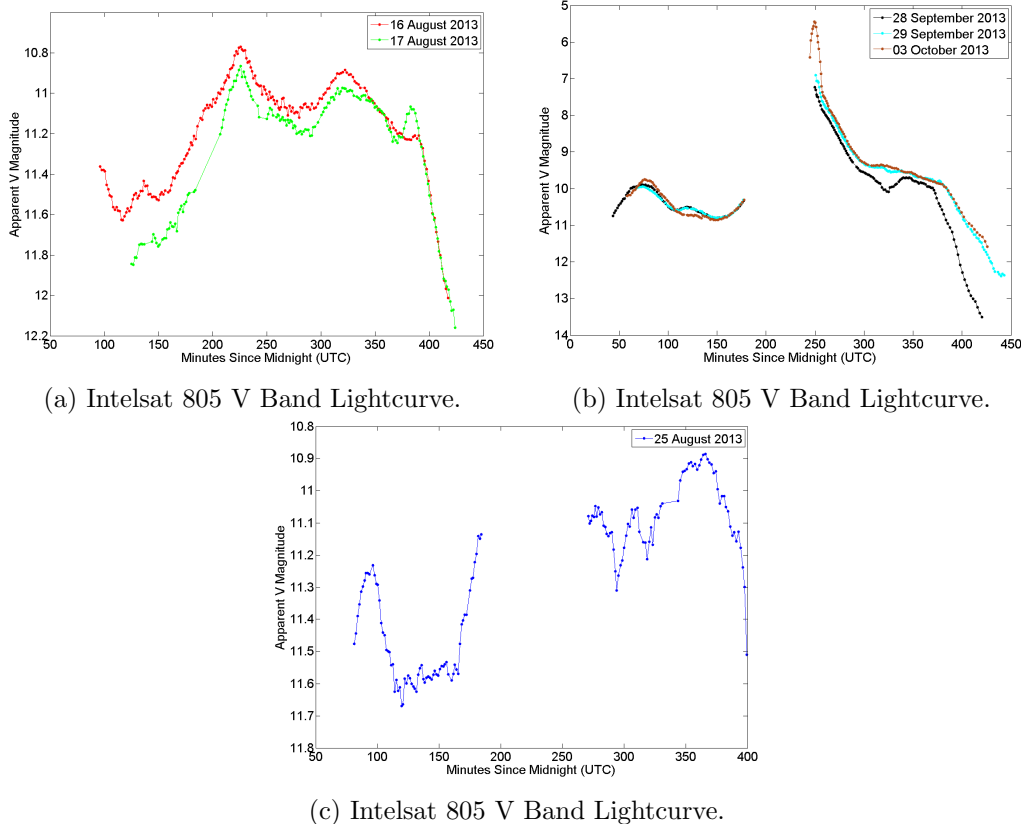 16 August 2013
17 August 2013
10.8
11
11.2
11.4
11.6
11.8
12
12.2
Apparent V Magnitude
50 100 150 200 250 300 350 400 450
Minutes Since Midnight (UTC)
(a) Intelsat 805 V Band Lightcurve.
28 September 2013
29 September 2013
03 October 2013
5
6
7
8
9
10
11
12
13
14
Apparent V Magnitude
0 50 100 150 200 250 300 350 400 450
Minutes Since Midnight (UTC)
(b) Intelsat 805 V Band Lightcurve.
25 August 2013
10.8
10.9
11
11.1
11.2
11.3
11.4
11.5
11.6
11.7
11.8
Apparent V Magnitude
50 100 150 200 250 300 350 400
Minutes Since Midnight (UTC)
(c) Intelsat 805 V Band Lightcurve.